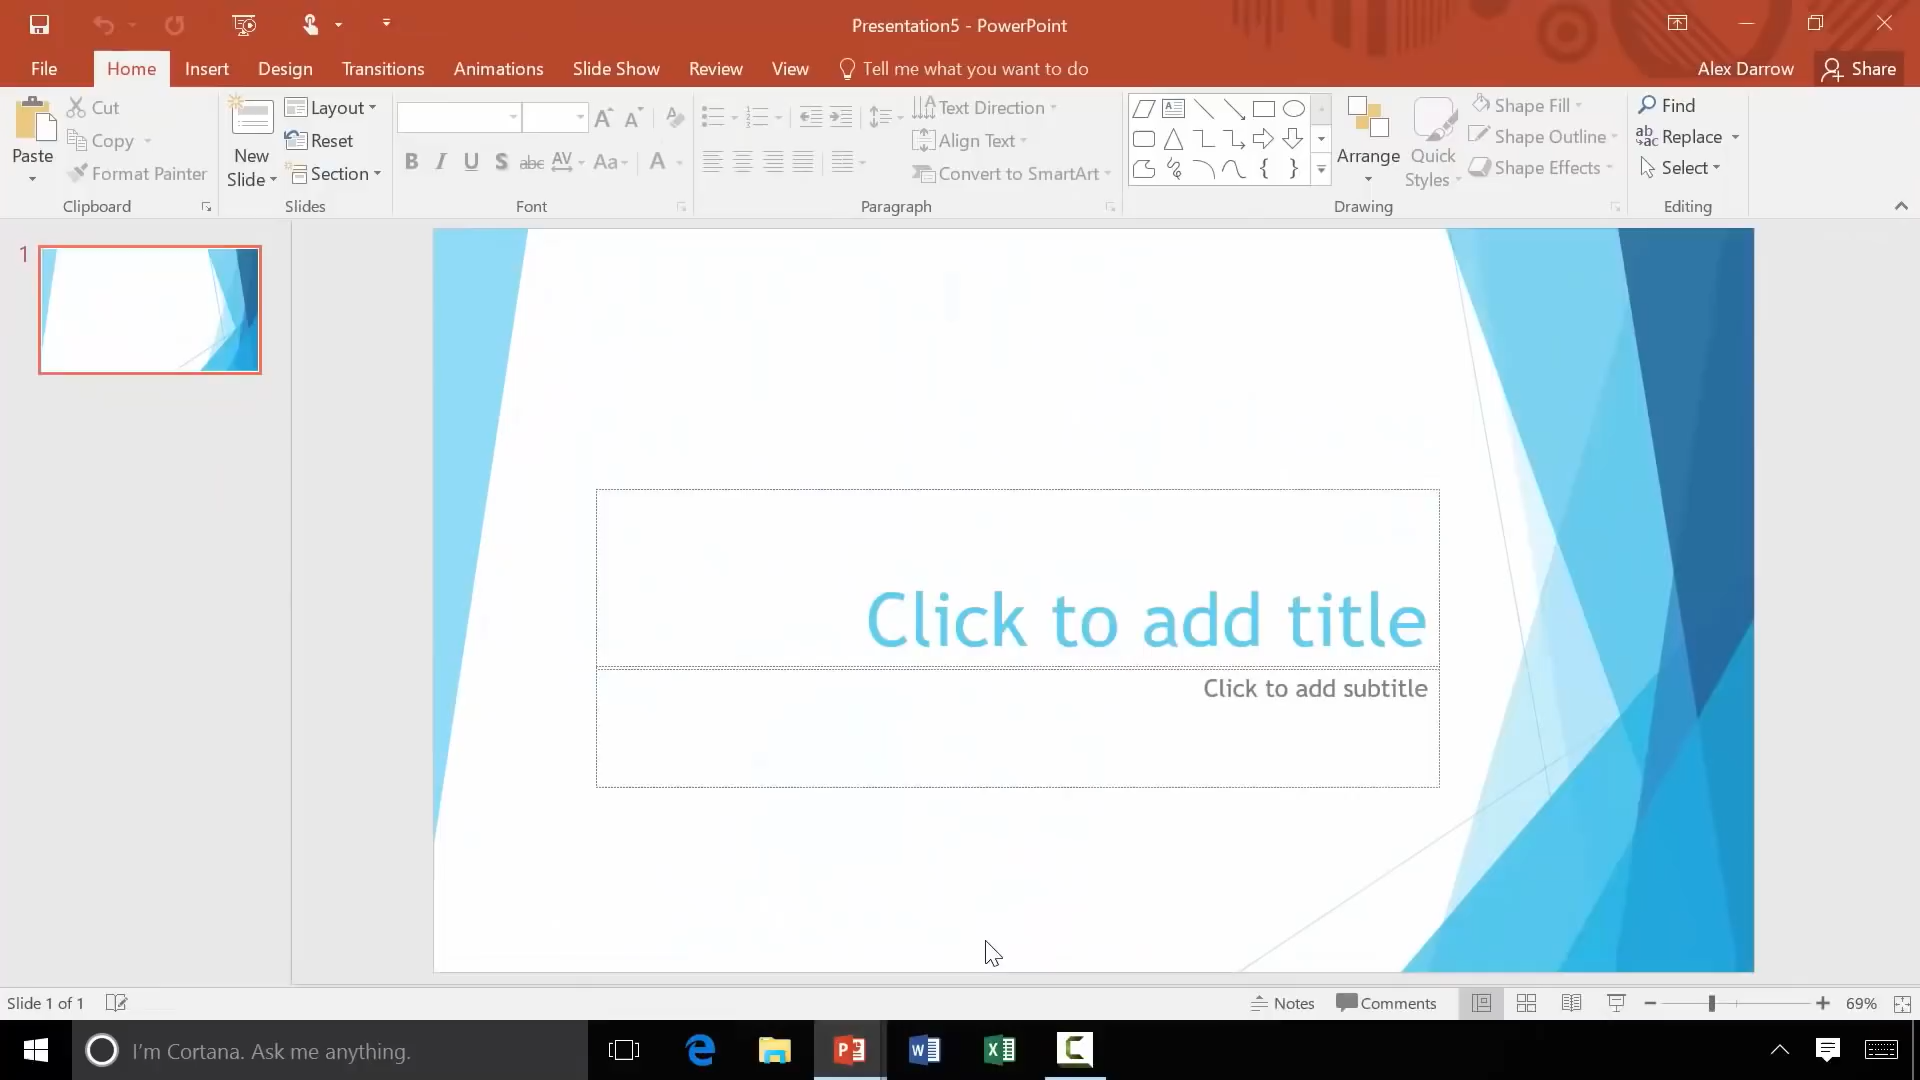 Presentation5 - PowerPoint
File Home Insert Design Transitions Animations Slide Show Review View Tell me what you want to do Alex Darrow Share
Paste
Cut
Copy
Format Painter
Clipboard
New
Slide
Layout
Reset
Section
Slides
B I U S abc AV Aa A
Font
Text Direction
Align Text
Convert to SmartArt
Paragraph
Arrange
Quick
Styles
Shape Fill
Shape Outline
Shape Effects
Drawing
Find
Replace
Select
Editing
1
Click to add title
Click to add subtitle
Slide 1 of 1 Notes Comments 69%
I'm Cortana. Ask me anything.